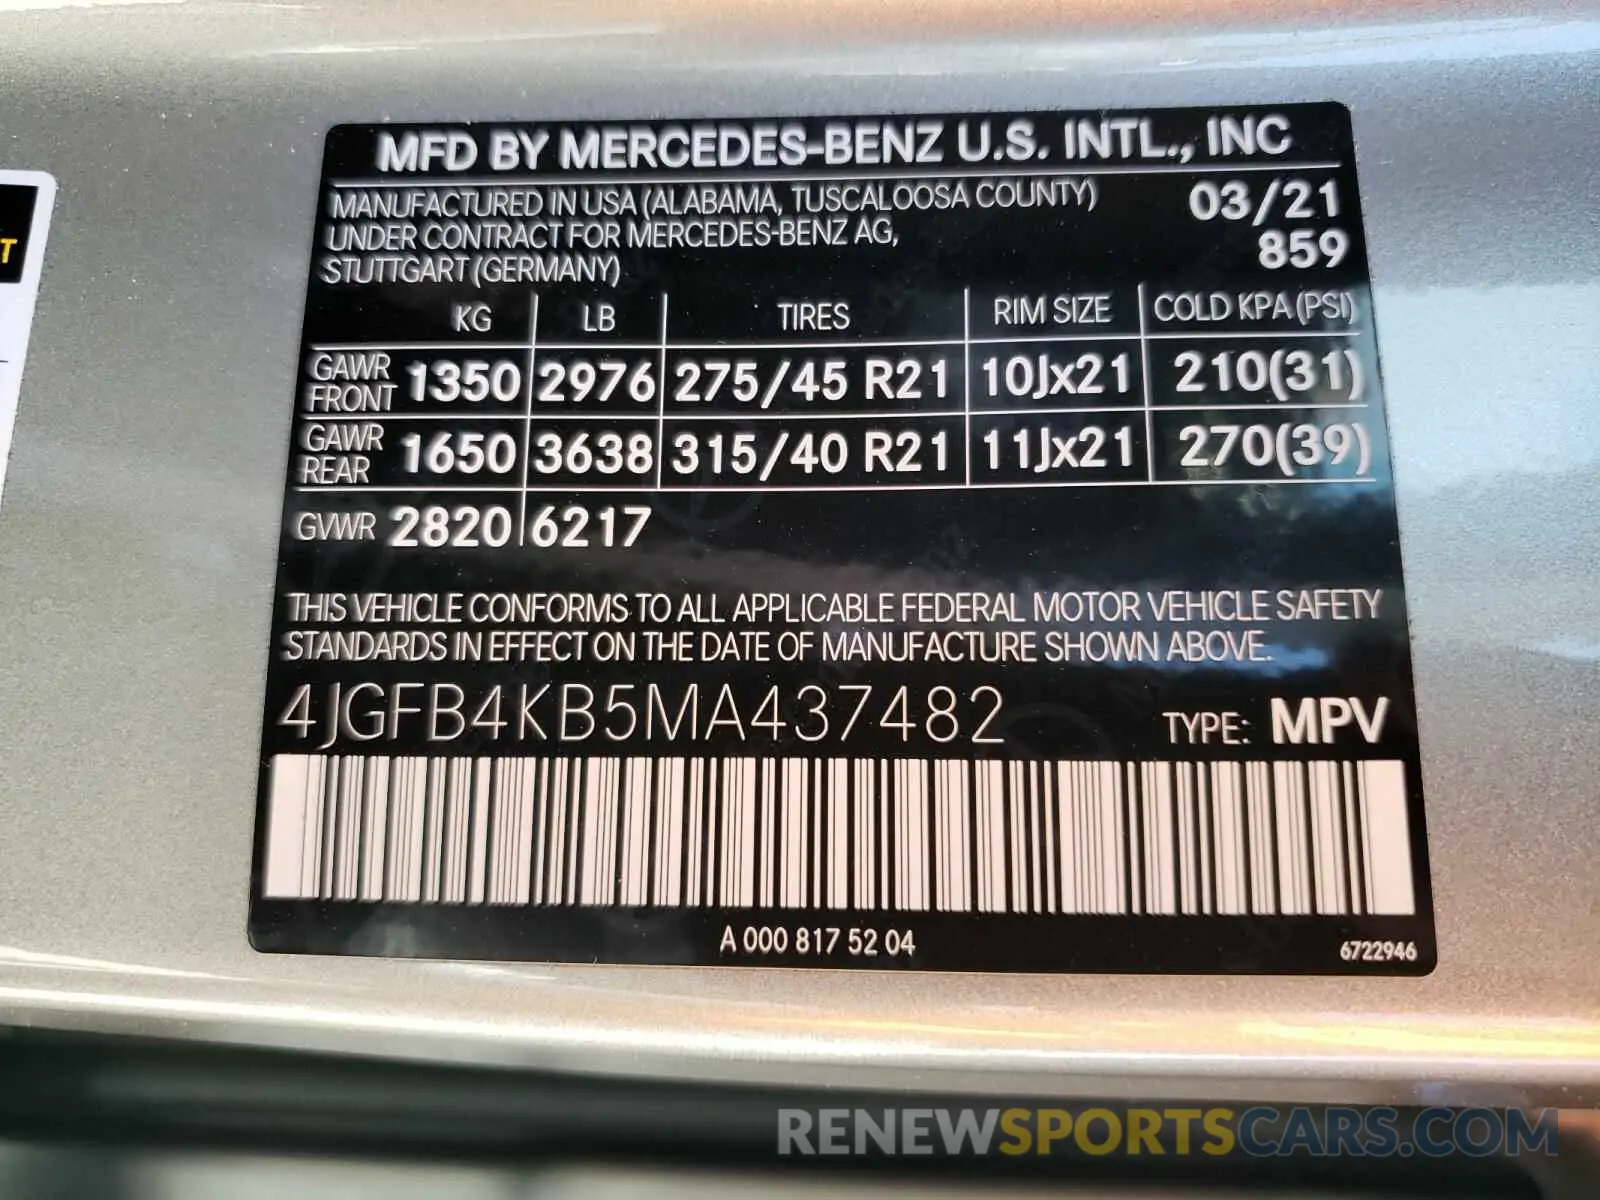 T
MFD BY MERCEDES-BENZ U.S. INTL., INC
MANUFACTURED IN USA (ALABAMA, TUSCALOOSA COUNTY) 03/21
UNDER CONTRACT FOR MERCEDES-BENZ AG, 859
STUTTGART (GERMANY)
KG LB TIRES RIM SIZE COLD KPA (PSI)
GAWR FRONT 1350 2976 275/45 R21 10Jx21 210(31)
GAWR REAR 1650 3638 315/40 R21 11Jx21 270(39)
GVWR 2820 6217
THIS VEHICLE CONFORMS TO ALL APPLICABLE FEDERAL MOTOR VEHICLE SAFETY
STANDARDS IN EFFECT ON THE DATE OF MANUFACTURE SHOWN ABOVE.
4JGFB4KB5MA437482 TYPE: MPV
A 000 817 52 04 6722946
RENEWSPORTSCARS.COM